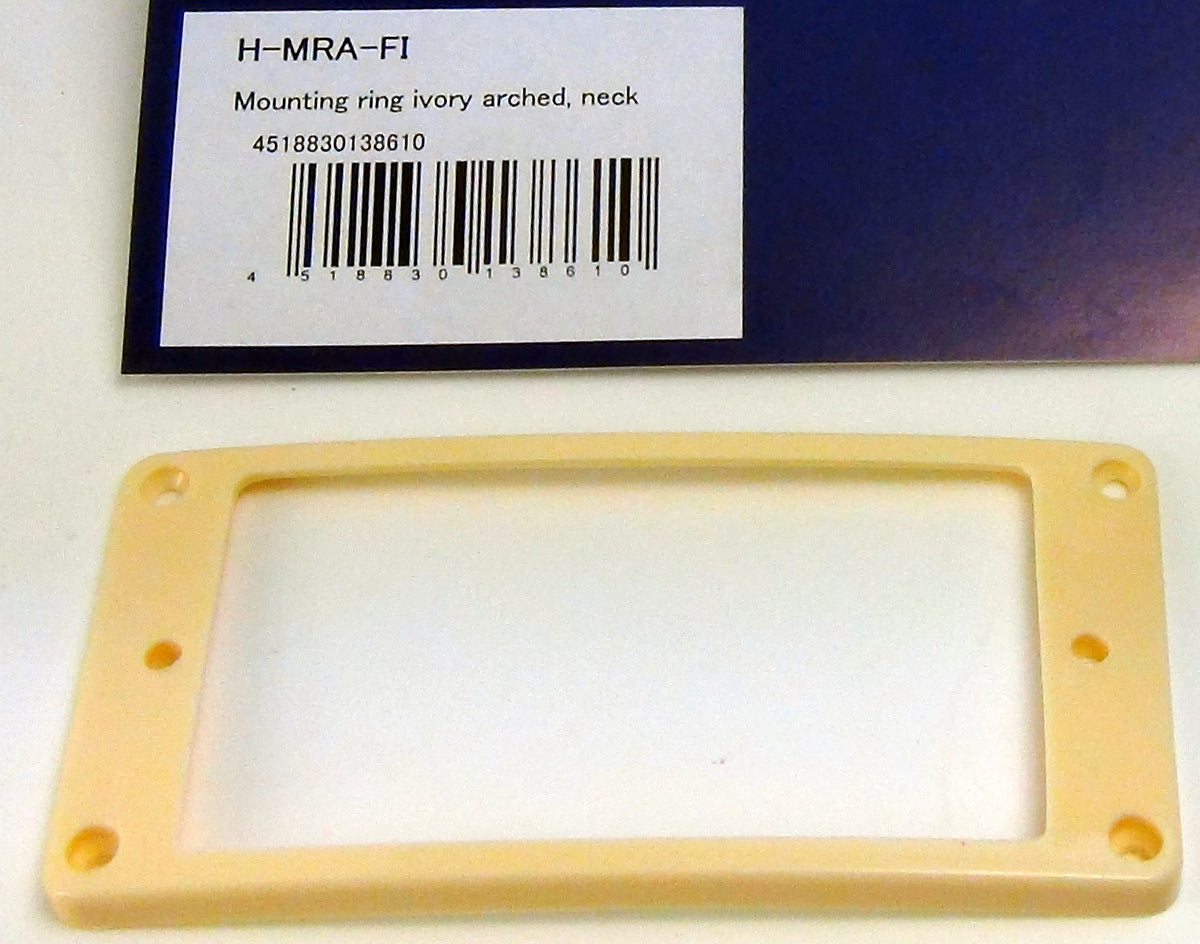 H-MRA-FI
Mounting ring ivory arched, neck
4518830138610
4 518830 138610